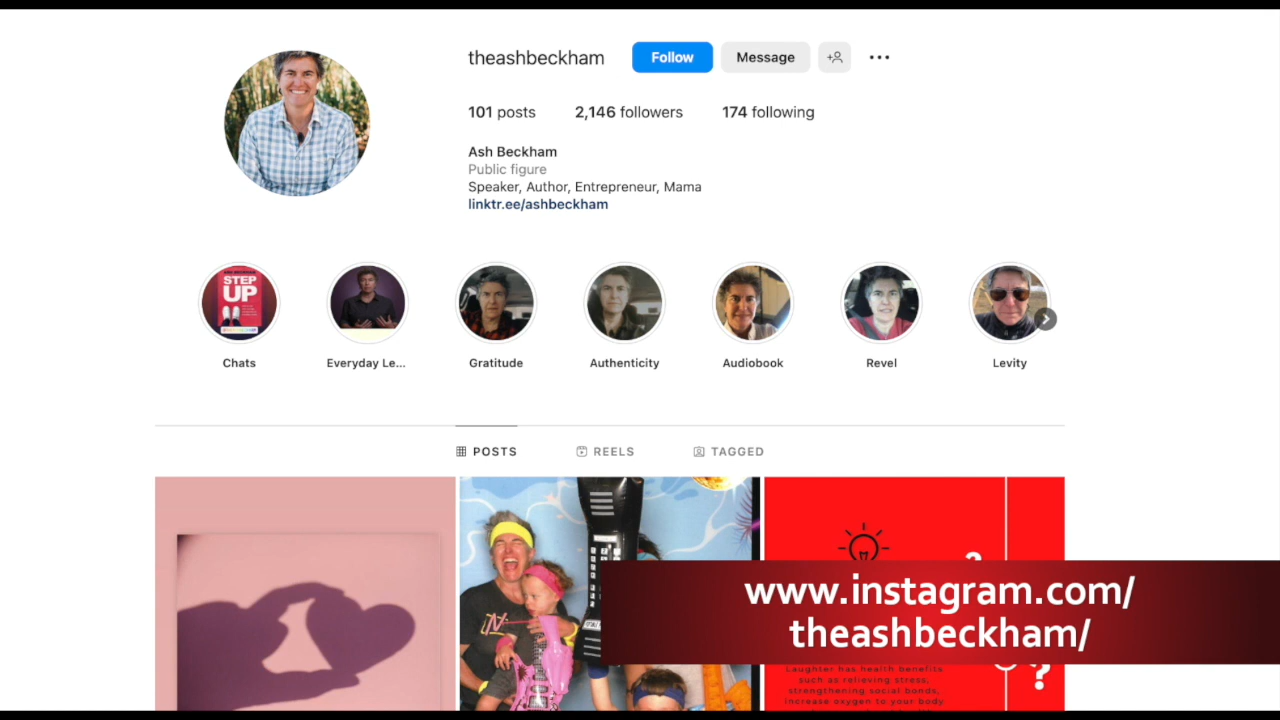 theashbeckham
Follow
Message
101 posts
2,146 followers
174 following
Ash Beckham
Public figure
Speaker, Author, Entrepreneur, Mama
linktr.ee/ashbeckham
STEP
UP
Chats
Everyday Le...
Gratitude
Authenticity
Audiobook
Revel
Levity
POSTS
REELS
TAGGED
?
www.instagram.com/
theashbeckham/
Laughter has health benefits
such as relieving stress,
strengthening social bonds,
increase oxygen to your body
?